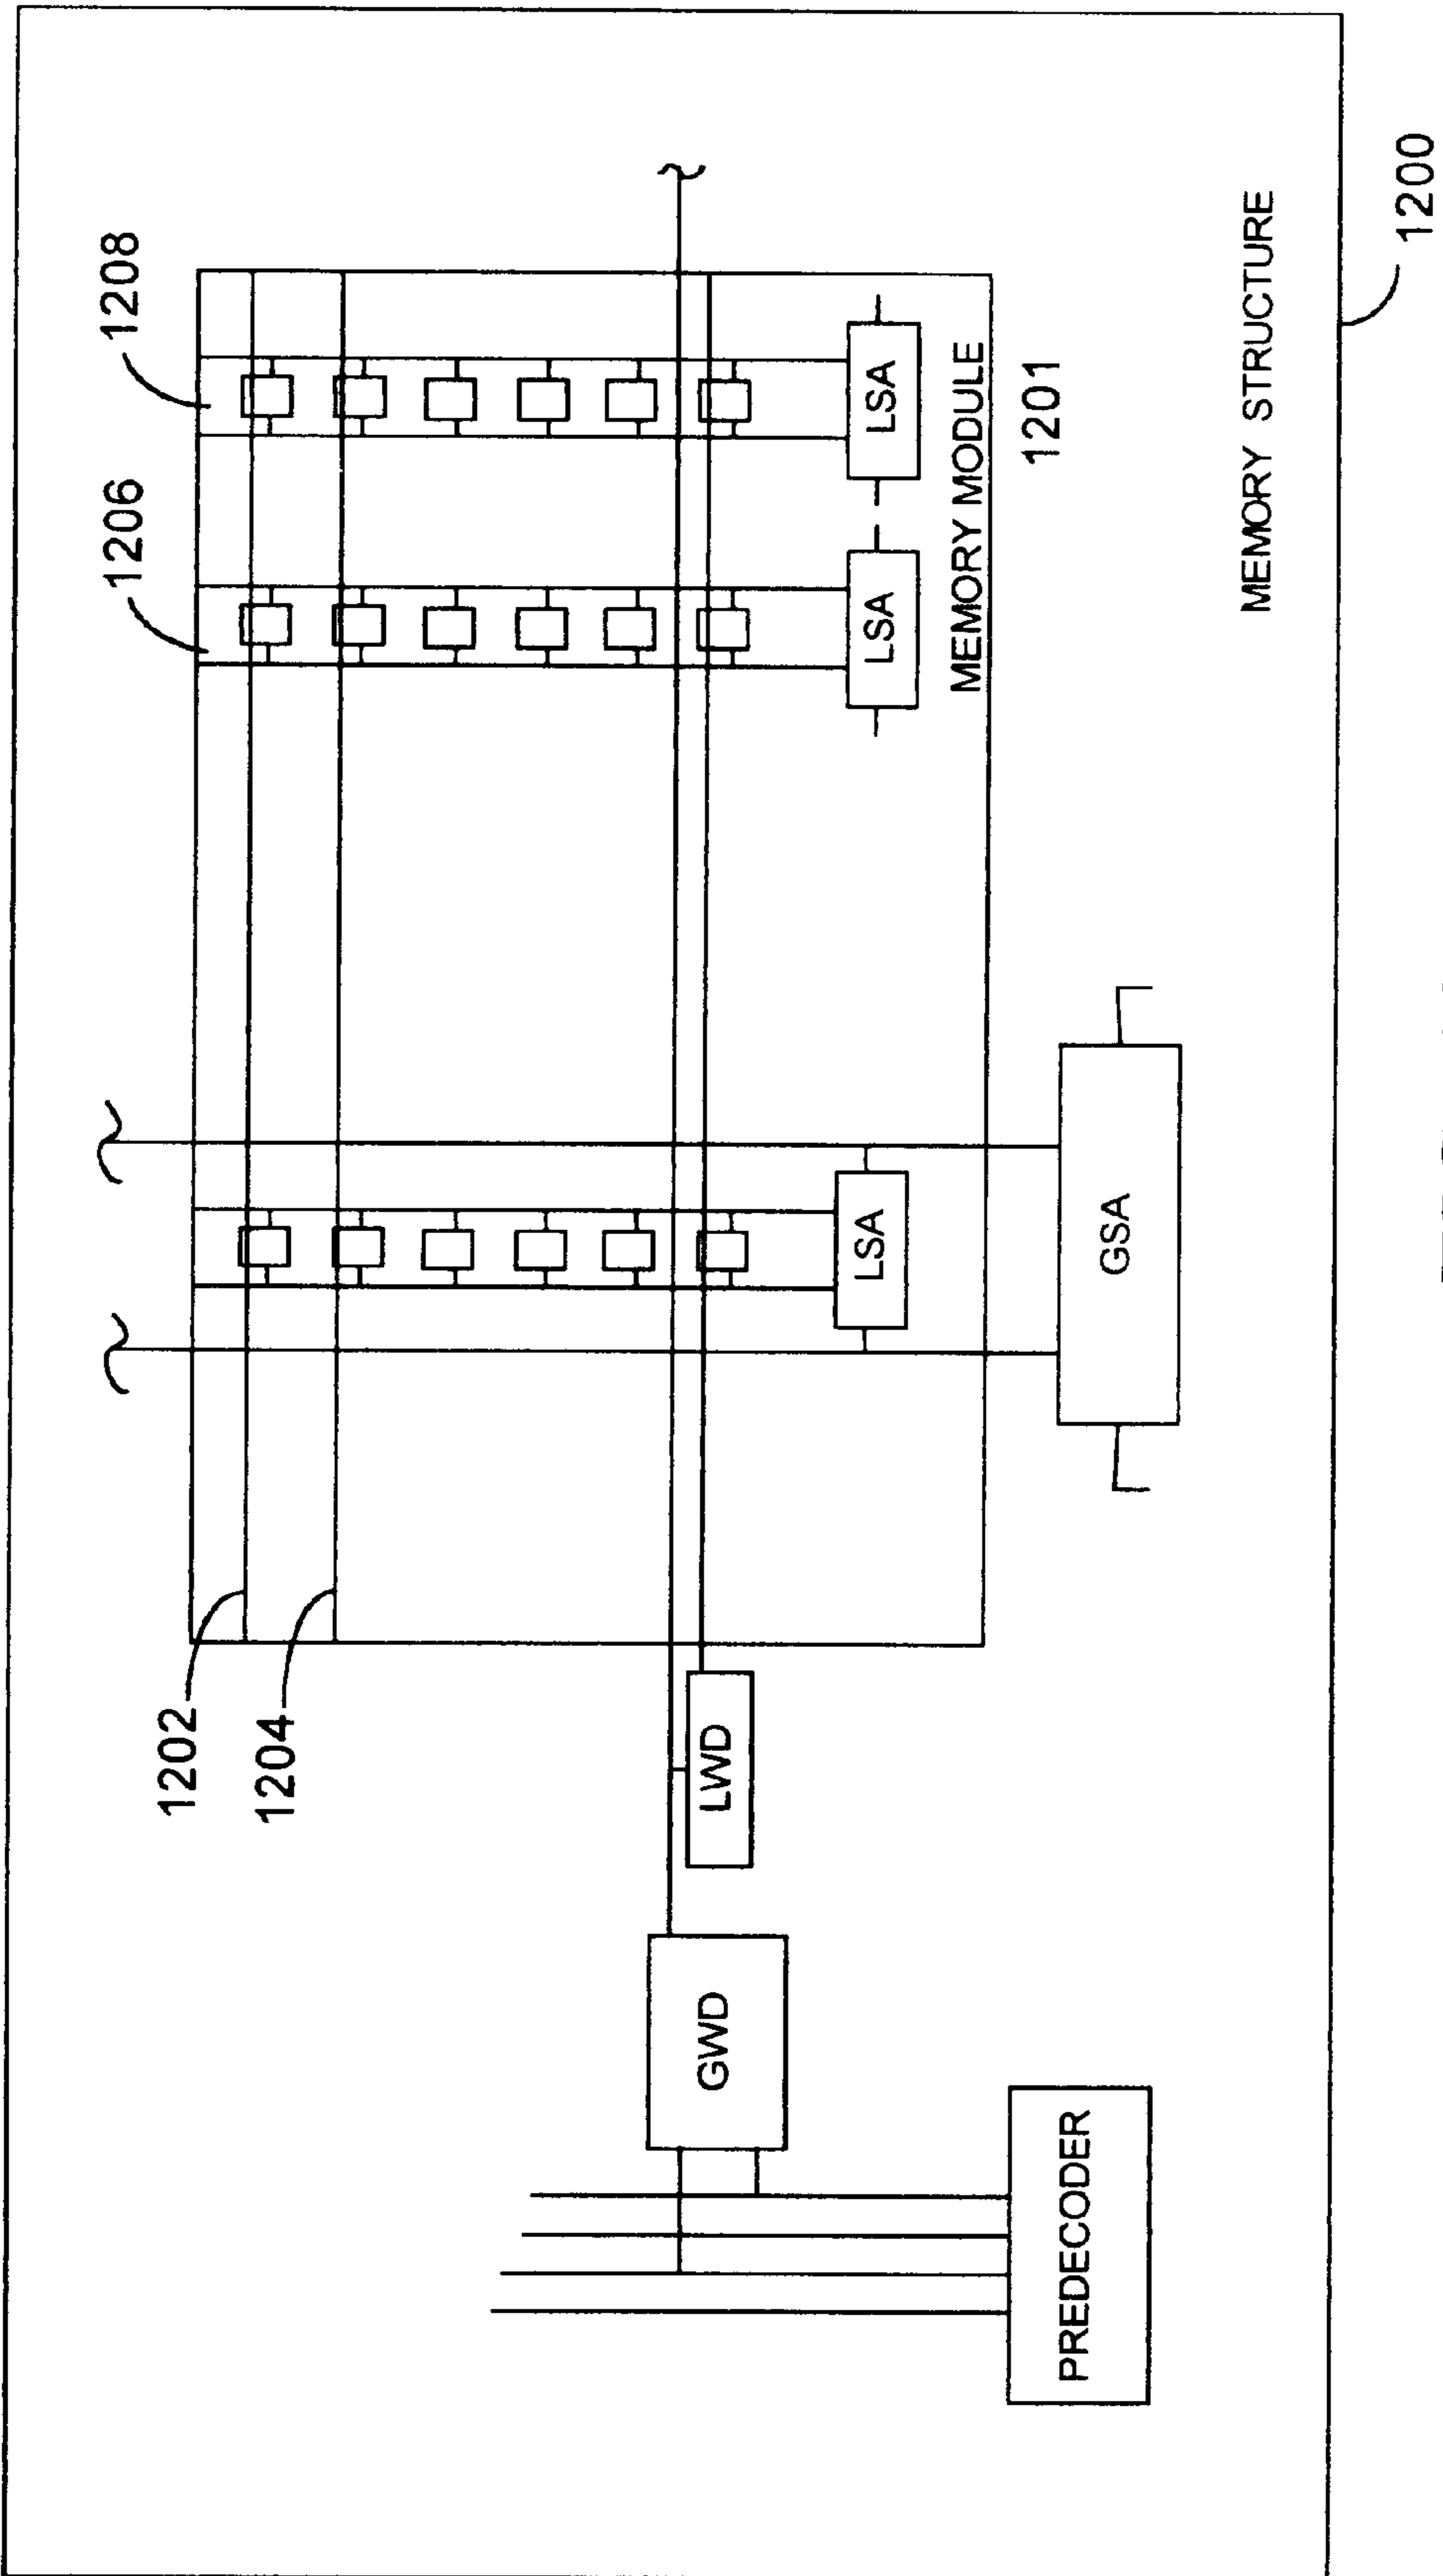 1208
1206
1202
1204
LSA
LSA
LSA
MEMORY MODULE
1201
LWD
GWD
GSA
PREDECODER
MEMORY STRUCTURE
1200